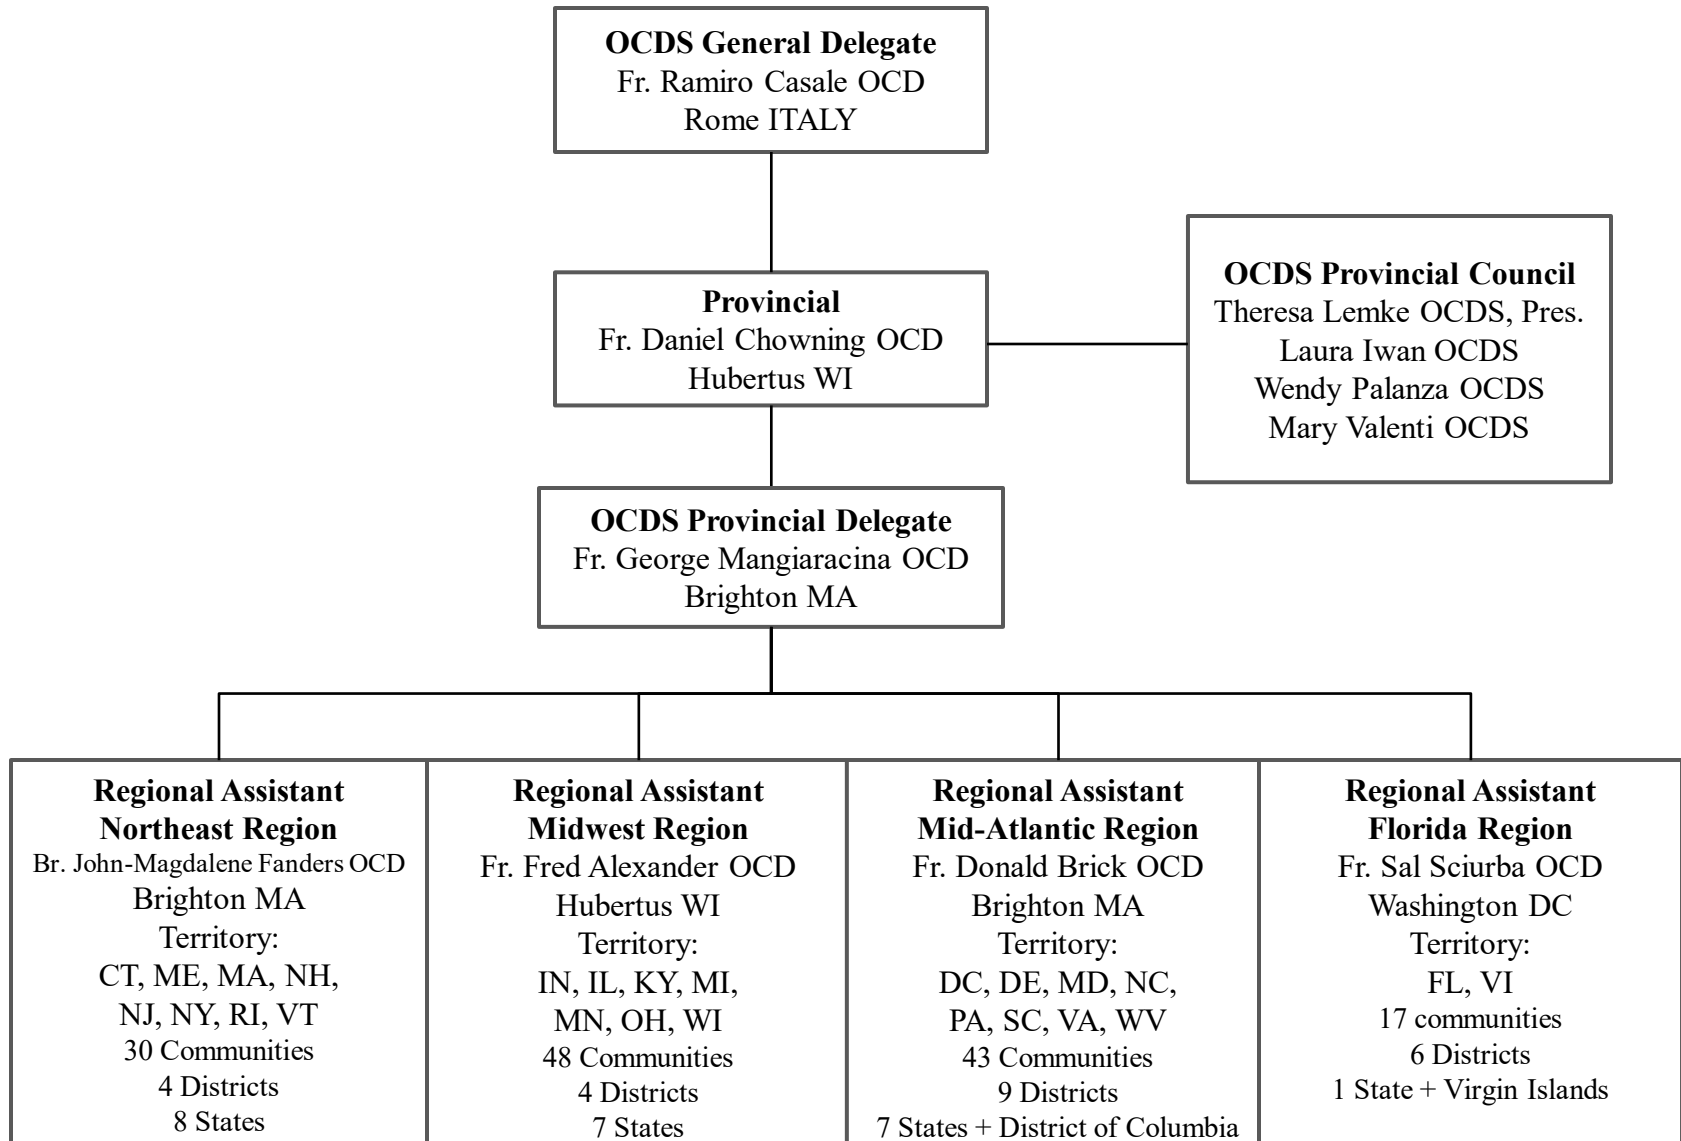 OCDS General Delegate
Fr. Ramiro Casale OCD
Rome ITALY
Provincial
Fr. Daniel Chowning OCD
Hubertus WI
OCDS Provincial Council
Theresa Lemke OCDS, Pres.
Laura Iwan OCDS
Wendy Palanza OCDS
Mary Valenti OCDS
OCDS Provincial Delegate
Fr. George Mangiaracina OCD
Brighton MA
Regional Assistant
Northeast Region
Br. John-Magdalene Fanders OCD
Brighton MA
Territory:
CT, ME, MA, NH,
NJ, NY, RI, VT
30 Communities
4 Districts
8 States
Regional Assistant
Midwest Region
Fr. Fred Alexander OCD
Hubertus WI
Territory:
IN, IL, KY, MI,
MN, OH, WI
48 Communities
4 Districts
7 States
Regional Assistant
Mid-Atlantic Region
Fr. Donald Brick OCD
Brighton MA
Territory:
DC, DE, MD, NC,
PA, SC, VA, WV
43 Communities
9 Districts
7 States + District of Columbia
Regional Assistant
Florida Region
Fr. Sal Sciurba OCD
Washington DC
Territory:
FL, VI
17 communities
6 Districts
1 State + Virgin Islands